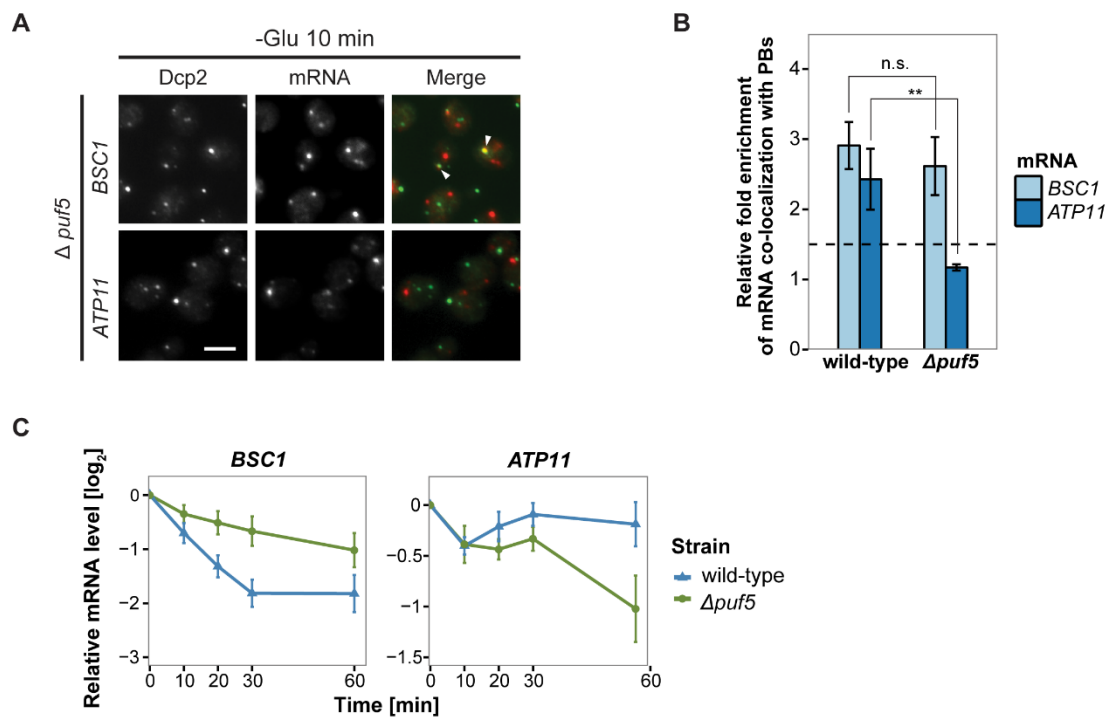 A
-Glu 10 min
Dcp2 mRNA Merge
Δ puf5
BSC1
ATP11
B
Relative fold enrichment
of mRNA co-localization with PBs
4
3
2
1
0
n.s.
**
wild-type Δpuf5
mRNA
BSC1
ATP11
C
Relative mRNA level [log2]
BSC1
0
−1
−2
−3
0 10 20 30 60
ATP11
0
−0.5
−1
−1.5
0 10 20 30 60
Time [min]
Strain
wild-type
Δpuf5